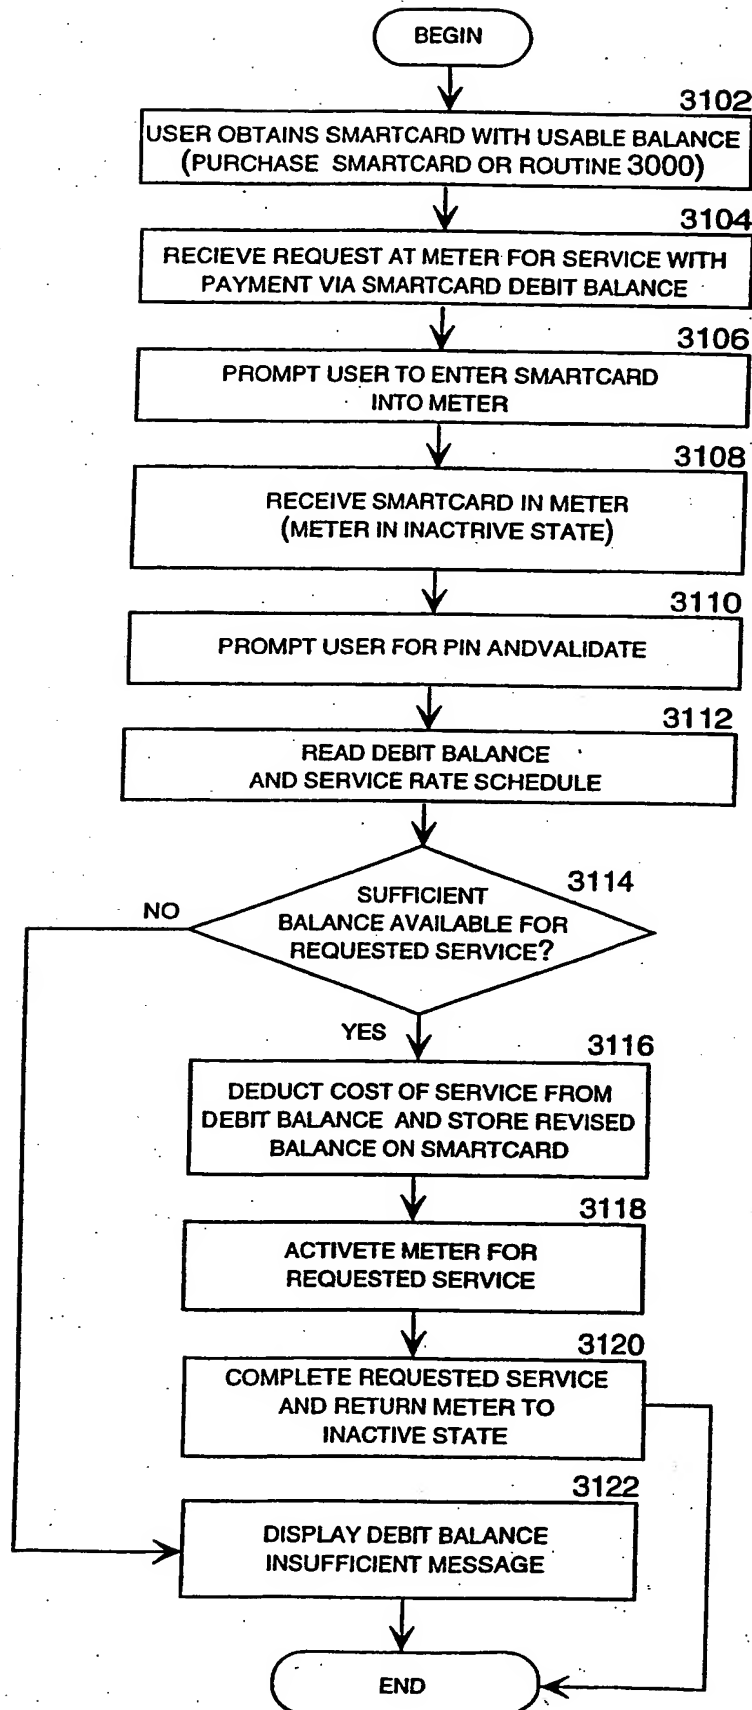 BEGIN
3102
USER OBTAINS SMARTCARD WITH USABLE BALANCE
(PURCHASE SMARTCARD OR ROUTINE 3000)
3104
RECIEVE REQUEST AT METER FOR SERVICE WITH
PAYMENT VIA SMARTCARD DEBIT BALANCE
3106
PROMPT USER TO ENTER SMARTCARD
INTO METER
3108
RECEIVE SMARTCARD IN METER
(METER IN INACTRIVE STATE)
3110
PROMPT USER FOR PIN ANDVALIDATE
3112
READ DEBIT BALANCE
AND SERVICE RATE SCHEDULE
3114
SUFFICIENT
BALANCE AVAILABLE FOR
REQUESTED SERVICE?
NO
YES
3116
DEDUCT COST OF SERVICE FROM
DEBIT BALANCE AND STORE REVISED
BALANCE ON SMARTCARD
3118
ACTIVETE METER FOR
REQUESTED SERVICE
3120
COMPLETE REQUESTED SERVICE
AND RETURN METER TO
INACTIVE STATE
3122
DISPLAY DEBIT BALANCE
INSUFFICIENT MESSAGE
END